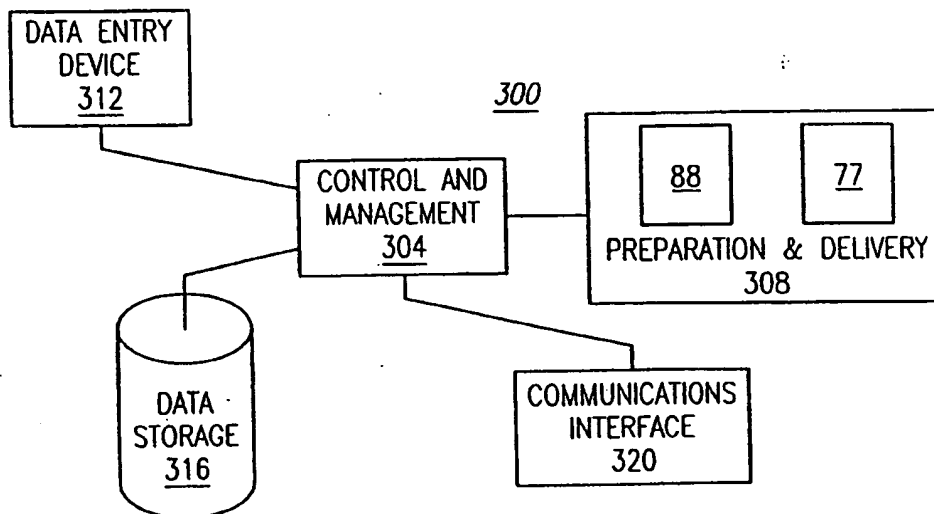 DATA ENTRY
DEVICE
312
300
88
77
CONTROL AND
MANAGEMENT
304
PREPARATION & DELIVERY
308
DATA
STORAGE
316
COMMUNICATIONS
INTERFACE
320